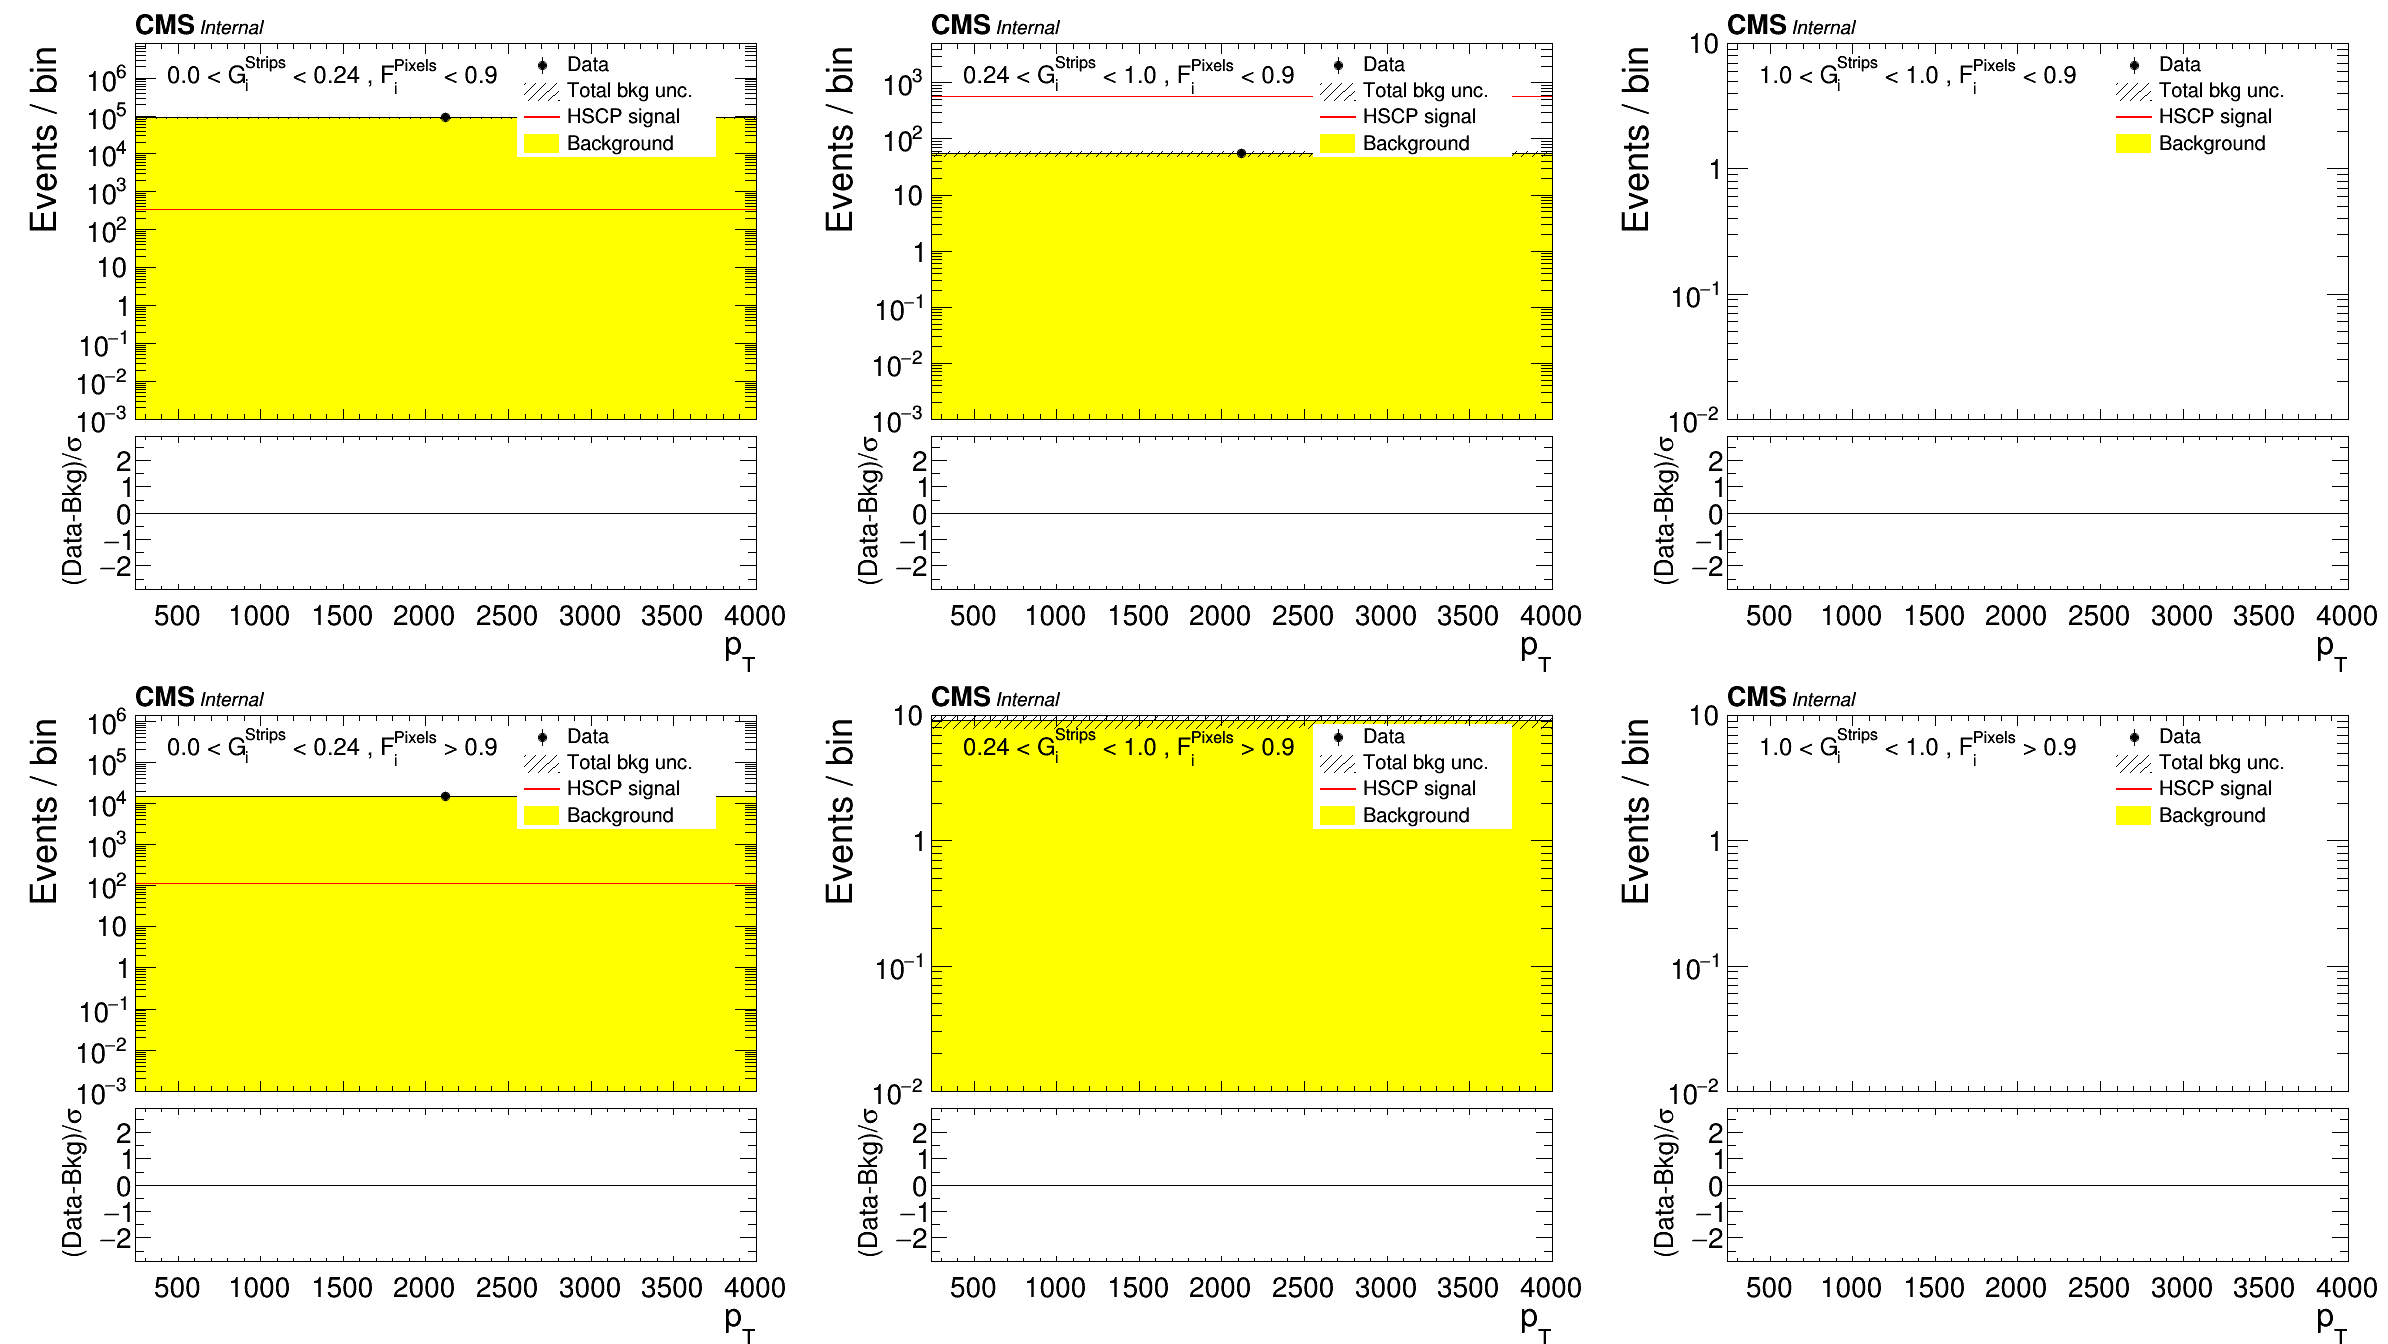 CMS Internal
Events / bin
10^6
10^5
10^4
10^3
10^2
10
1
10^−1
10^−2
10^−3
0.0 < G_i^Strips < 0.24 , F_i^Pixels < 0.9
Data
Total bkg unc.
HSCP signal
Background
(Data-Bkg)/σ
2
1
0
−1
−2
500 1000 1500 2000 2500 3000 3500 4000
p_T
CMS Internal
Events / bin
10^3
10^2
10
1
10^−1
10^−2
10^−3
0.24 < G_i^Strips < 1.0 , F_i^Pixels < 0.9
Data
Total bkg unc.
HSCP signal
Background
(Data-Bkg)/σ
2
1
0
−1
−2
500 1000 1500 2000 2500 3000 3500 4000
p_T
CMS Internal
Events / bin
10
1
10^−1
10^−2
1.0 < G_i^Strips < 1.0 , F_i^Pixels < 0.9
Data
Total bkg unc.
HSCP signal
Background
(Data-Bkg)/σ
2
1
0
−1
−2
500 1000 1500 2000 2500 3000 3500 4000
p_T
CMS Internal
Events / bin
10^6
10^5
10^4
10^3
10^2
10
1
10^−1
10^−2
10^−3
0.0 < G_i^Strips < 0.24 , F_i^Pixels > 0.9
Data
Total bkg unc.
HSCP signal
Background
(Data-Bkg)/σ
2
1
0
−1
−2
500 1000 1500 2000 2500 3000 3500 4000
p_T
CMS Internal
Events / bin
10
1
10^−1
10^−2
0.24 < G_i^Strips < 1.0 , F_i^Pixels > 0.9
Data
Total bkg unc.
HSCP signal
Background
(Data-Bkg)/σ
2
1
0
−1
−2
500 1000 1500 2000 2500 3000 3500 4000
p_T
CMS Internal
Events / bin
10
1
10^−1
10^−2
1.0 < G_i^Strips < 1.0 , F_i^Pixels > 0.9
Data
Total bkg unc.
HSCP signal
Background
(Data-Bkg)/σ
2
1
0
−1
−2
500 1000 1500 2000 2500 3000 3500 4000
p_T